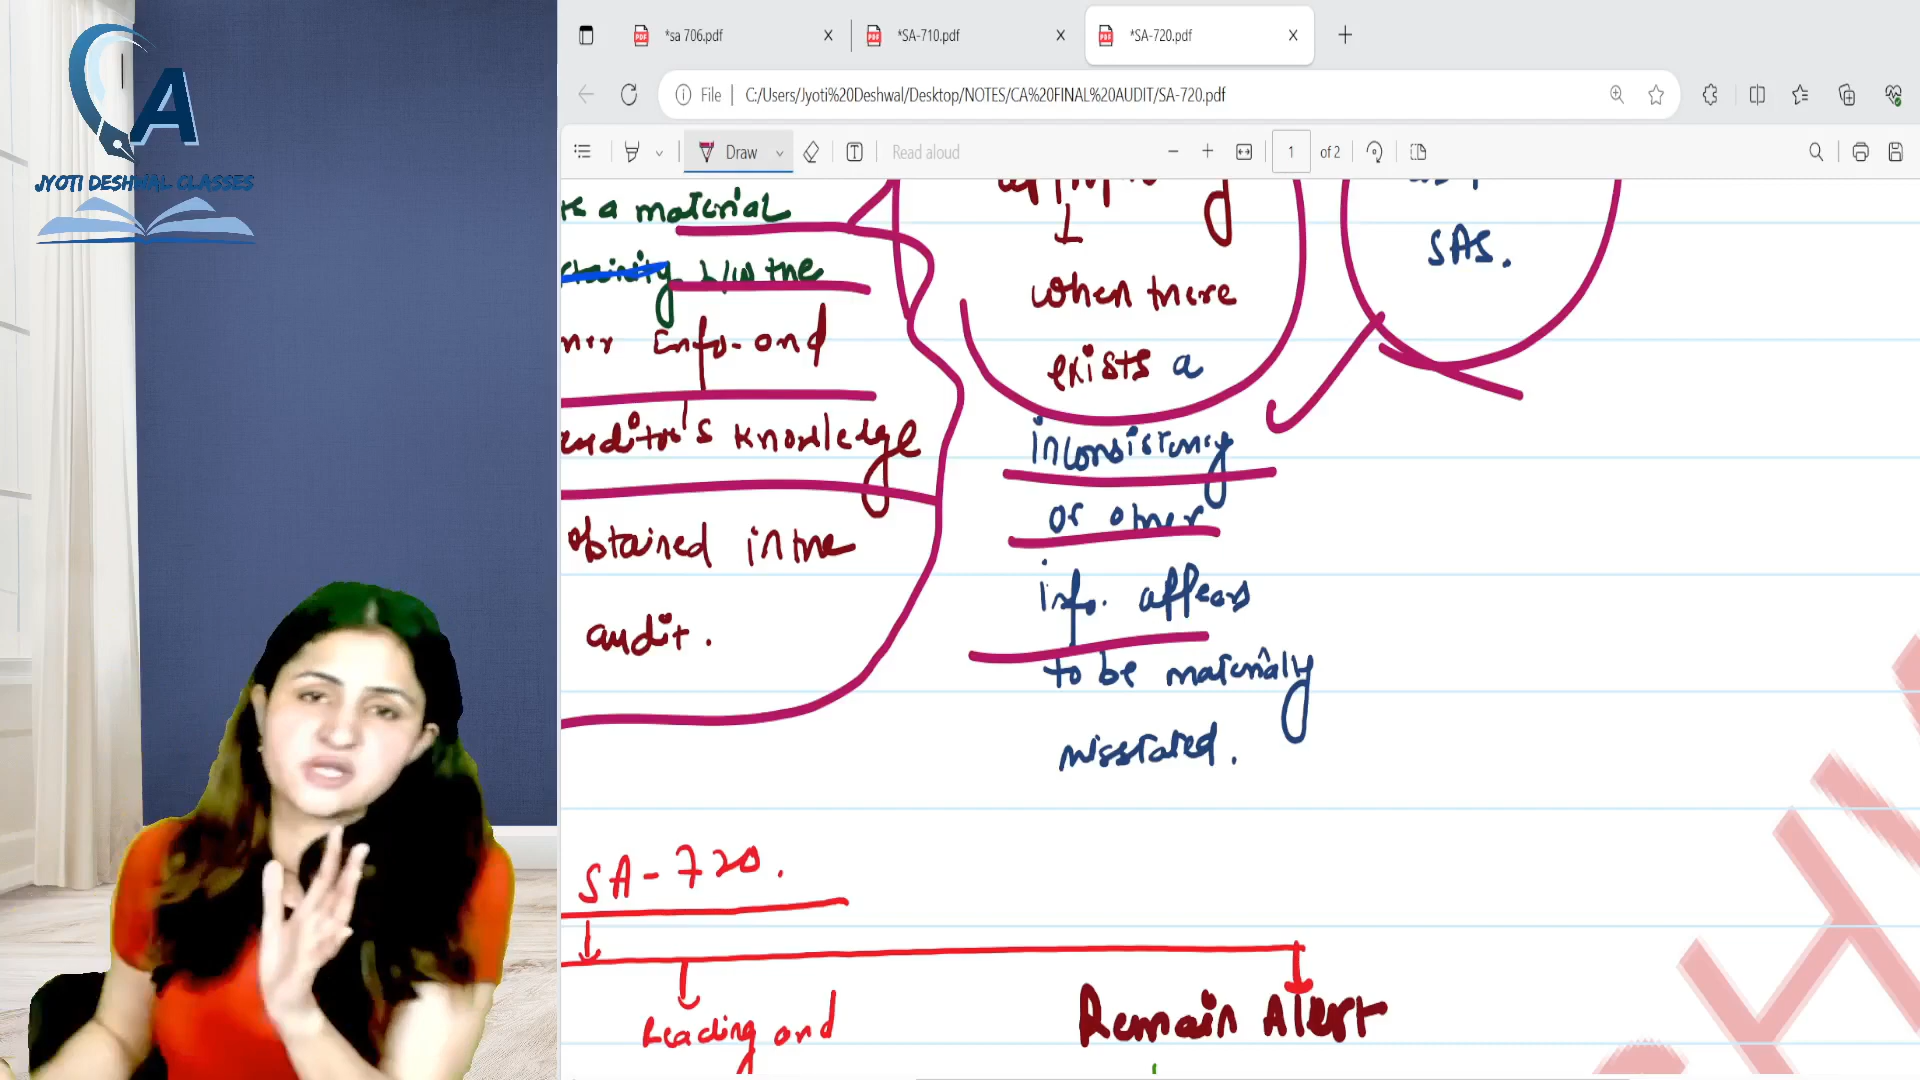 A
JYOTI DESHWAL CLASSES
*sa 706.pdf
*SA-710.pdf
*SA-720.pdf
File
C:/Users/Jyoti%20Deshwal/Desktop/NOTES/CA%20FINAL%20AUDIT/SA-720.pdf
Draw
Read aloud
1
of 2
a material
b/w the
Info. and
auditor's knowledge
obtained in the
audit.
when there
exists a
inconsistency
or other
info. appears
to be materially
misstated.
SAs.
SA-720.
Reading and
Remain Alert